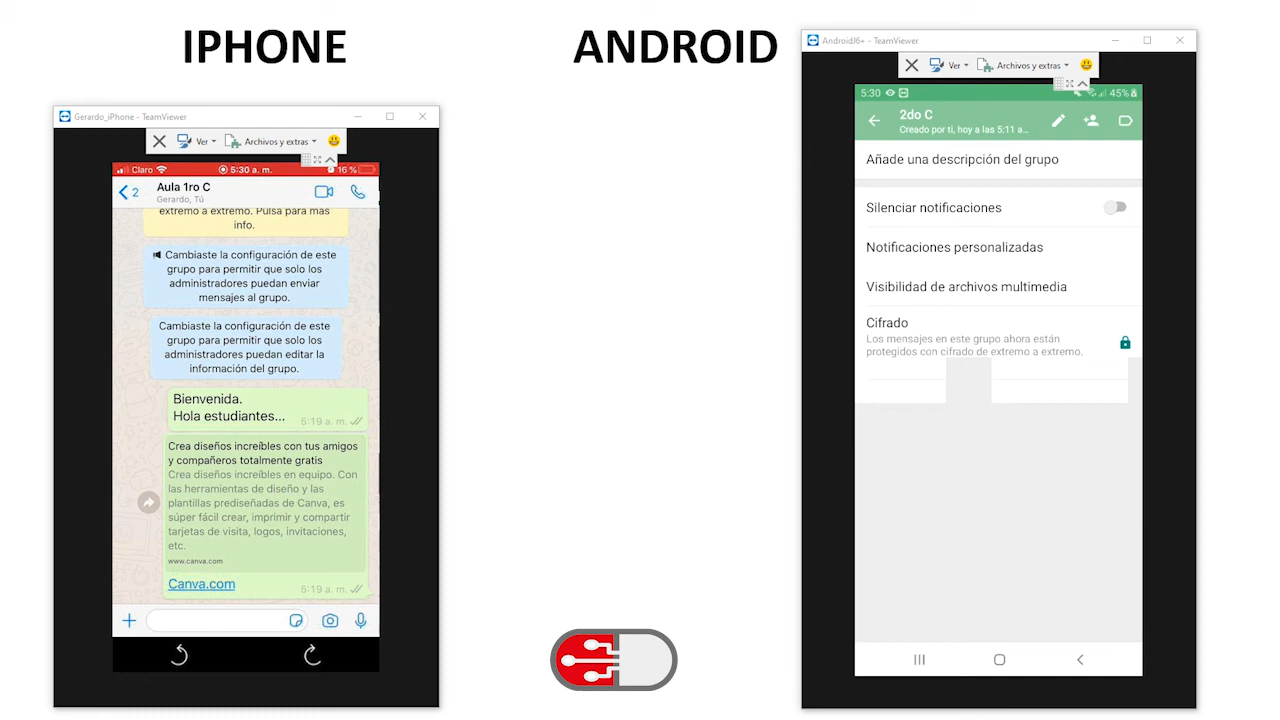 IPHONE
ANDROID
Gerardo_iPhone - TeamViewer
Ver
Archivos y extras
Claro
5:30 a. m.
16 %
2
Aula 1ro C
Gerardo, Tú
extremo a extremo. Pulsa para más
info.
Cambiaste la configuración de este
grupo para permitir que solo los
administradores puedan enviar
mensajes al grupo.
Cambiaste la configuración de este
grupo para permitir que solo los
administradores puedan editar la
información del grupo.
Bienvenida.
Hola estudiantes...
5:19 a. m.
Crea diseños increíbles con tus amigos
y compañeros totalmente gratis
Crea diseños increíbles en equipo. Con
las herramientas de diseño y las
plantillas prediseñadas de Canva, es
súper fácil crear, imprimir y compartir
tarjetas de visita, logos, invitaciones,
etc.
www.canva.com
Canva.com
5:19 a. m.
AndroidJ6+ - TeamViewer
Ver
Archivos y extras
5:30
45%
2do C
Creado por ti, hoy a las 5:11 a...
Añade una descripción del grupo
Silenciar notificaciones
Notificaciones personalizadas
Visibilidad de archivos multimedia
Cifrado
Los mensajes en este grupo ahora están
protegidos con cifrado de extremo a extremo.